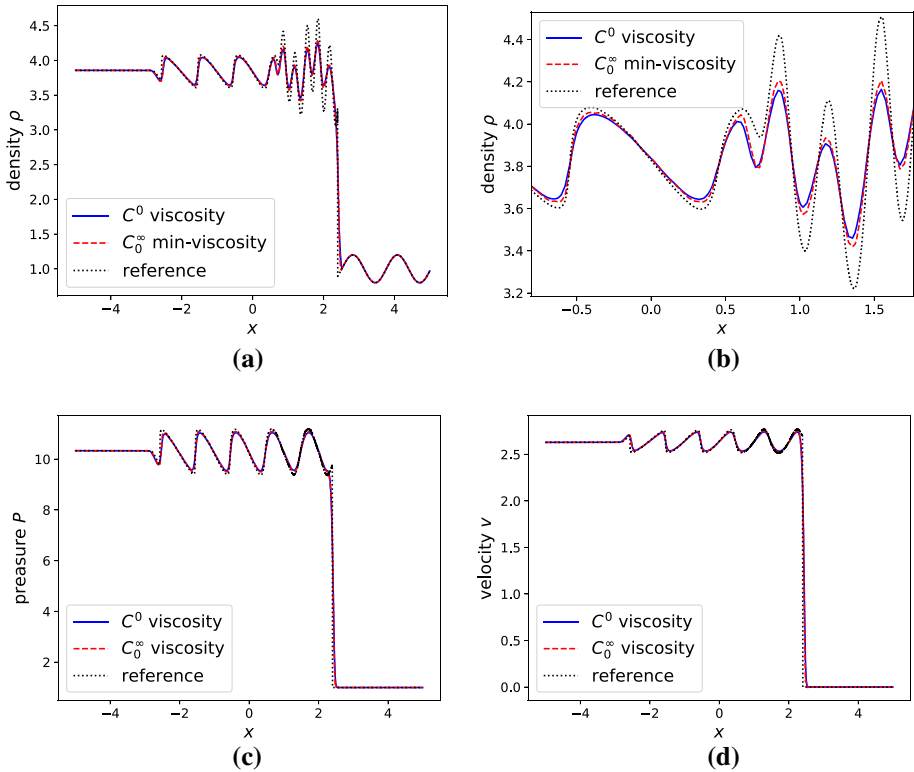 4.5
4.0
3.5
3.0
2.5
2.0
1.5
1.0
density ρ
C⁰ viscosity
C₀^∞ min-viscosity
reference
−4 −2 0 2 4
x
(a)
4.4
4.2
4.0
3.8
3.6
3.4
3.2
density ρ
C⁰ viscosity
C₀^∞ min-viscosity
reference
−0.5 0.0 0.5 1.0 1.5
x
(b)
10
8
6
4
2
preasure P
C⁰ viscosity
C₀^∞ viscosity
reference
−4 −2 0 2 4
x
(c)
2.5
2.0
1.5
1.0
0.5
0.0
velocity v
C⁰ viscosity
C₀^∞ viscosity
reference
−4 −2 0 2 4
x
(d)